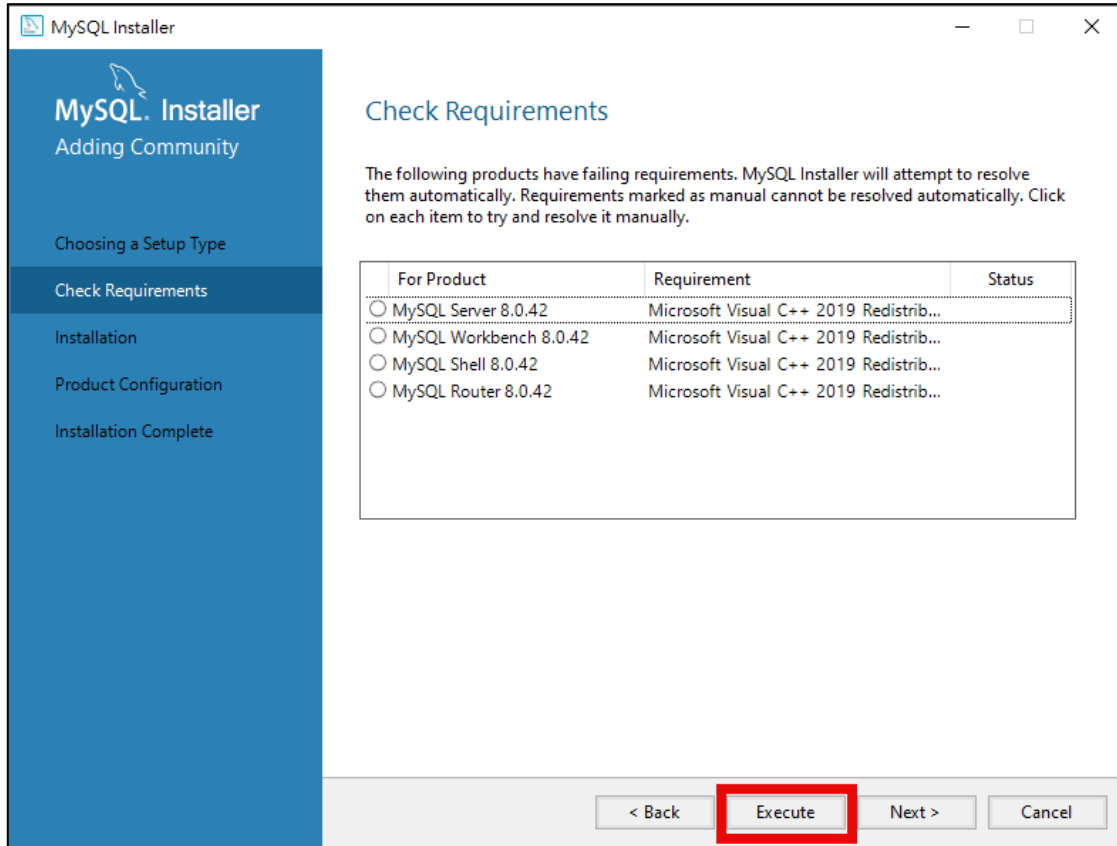 MySQL Installer
MySQL. Installer
Adding Community
Choosing a Setup Type
Check Requirements
Installation
Product Configuration
Installation Complete
Check Requirements
The following products have failing requirements. MySQL Installer will attempt to resolve
them automatically. Requirements marked as manual cannot be resolved automatically. Click
on each item to try and resolve it manually.
For Product Requirement Status
MySQL Server 8.0.42 Microsoft Visual C++ 2019 Redistrib...
MySQL Workbench 8.0.42 Microsoft Visual C++ 2019 Redistrib...
MySQL Shell 8.0.42 Microsoft Visual C++ 2019 Redistrib...
MySQL Router 8.0.42 Microsoft Visual C++ 2019 Redistrib...
< Back Execute Next > Cancel